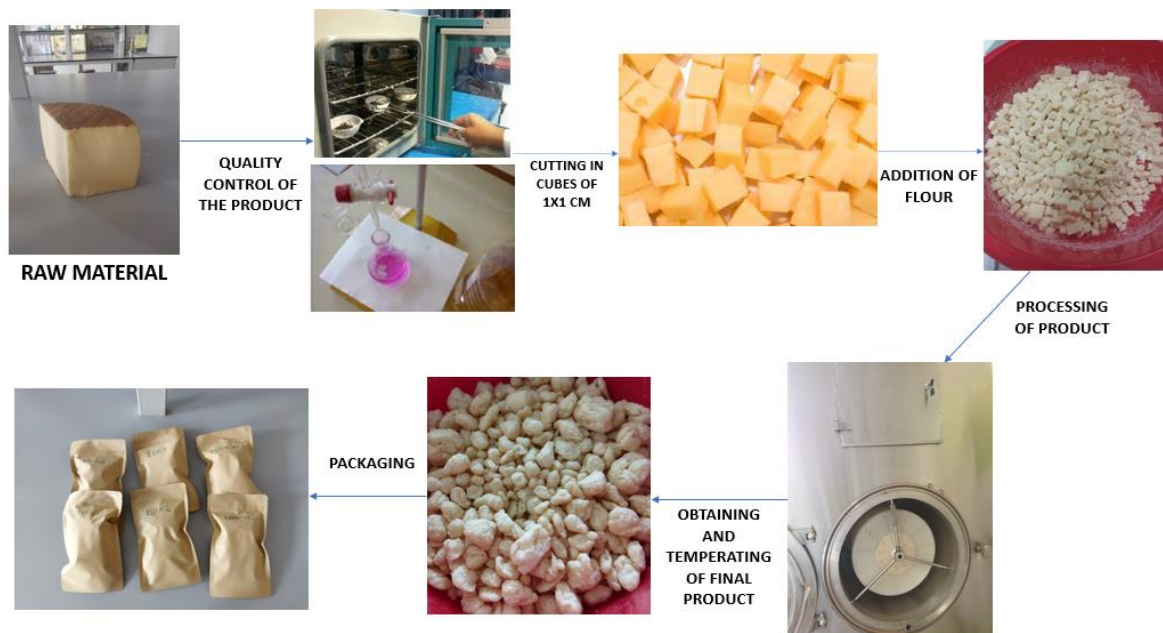 RAW MATERIAL
QUALITY
CONTROL OF
THE PRODUCT
CUTTING IN
CUBES OF
1X1 CM
ADDITION OF
FLOUR
PROCESSING
OF PRODUCT
OBTAINING
AND
TEMPERATING
OF FINAL
PRODUCT
PACKAGING